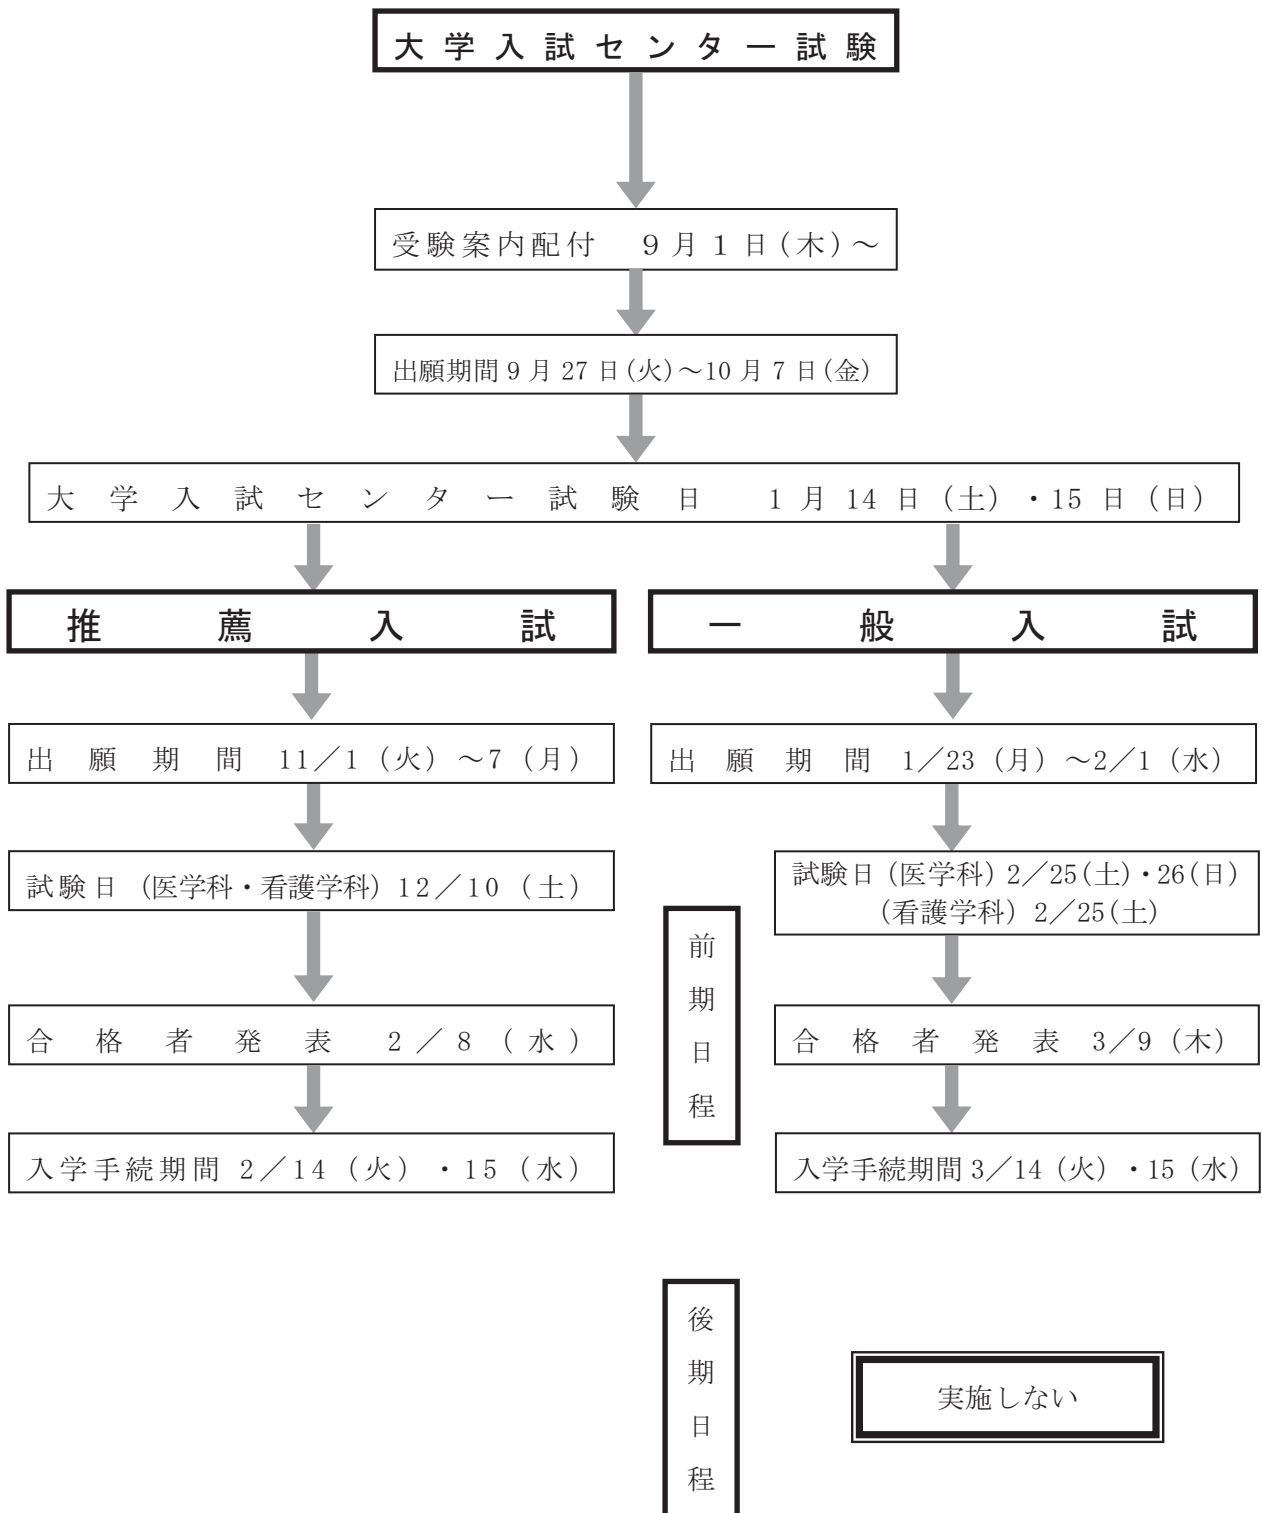 大学入試センター試験
受験案内配付 9月1日(木)～
出願期間9月27日(火)～10月7日(金)
大学入試センター試験日 1月14日(土)・15日(日)
推薦入試
出願期間 11／1(火)～7(月)
試験日(医学科・看護学科)12／10(土)
合格者発表 2／8(水)
入学手続期間 2／14(火)・15(水)
一般入試
出願期間 1／23(月)～2／1(水)
前期日程
試験日(医学科)2／25(土)・26(日)
(看護学科)2／25(土)
合格者発表 3／9(木)
入学手続期間3／14(火)・15(水)
後期日程
実施しない